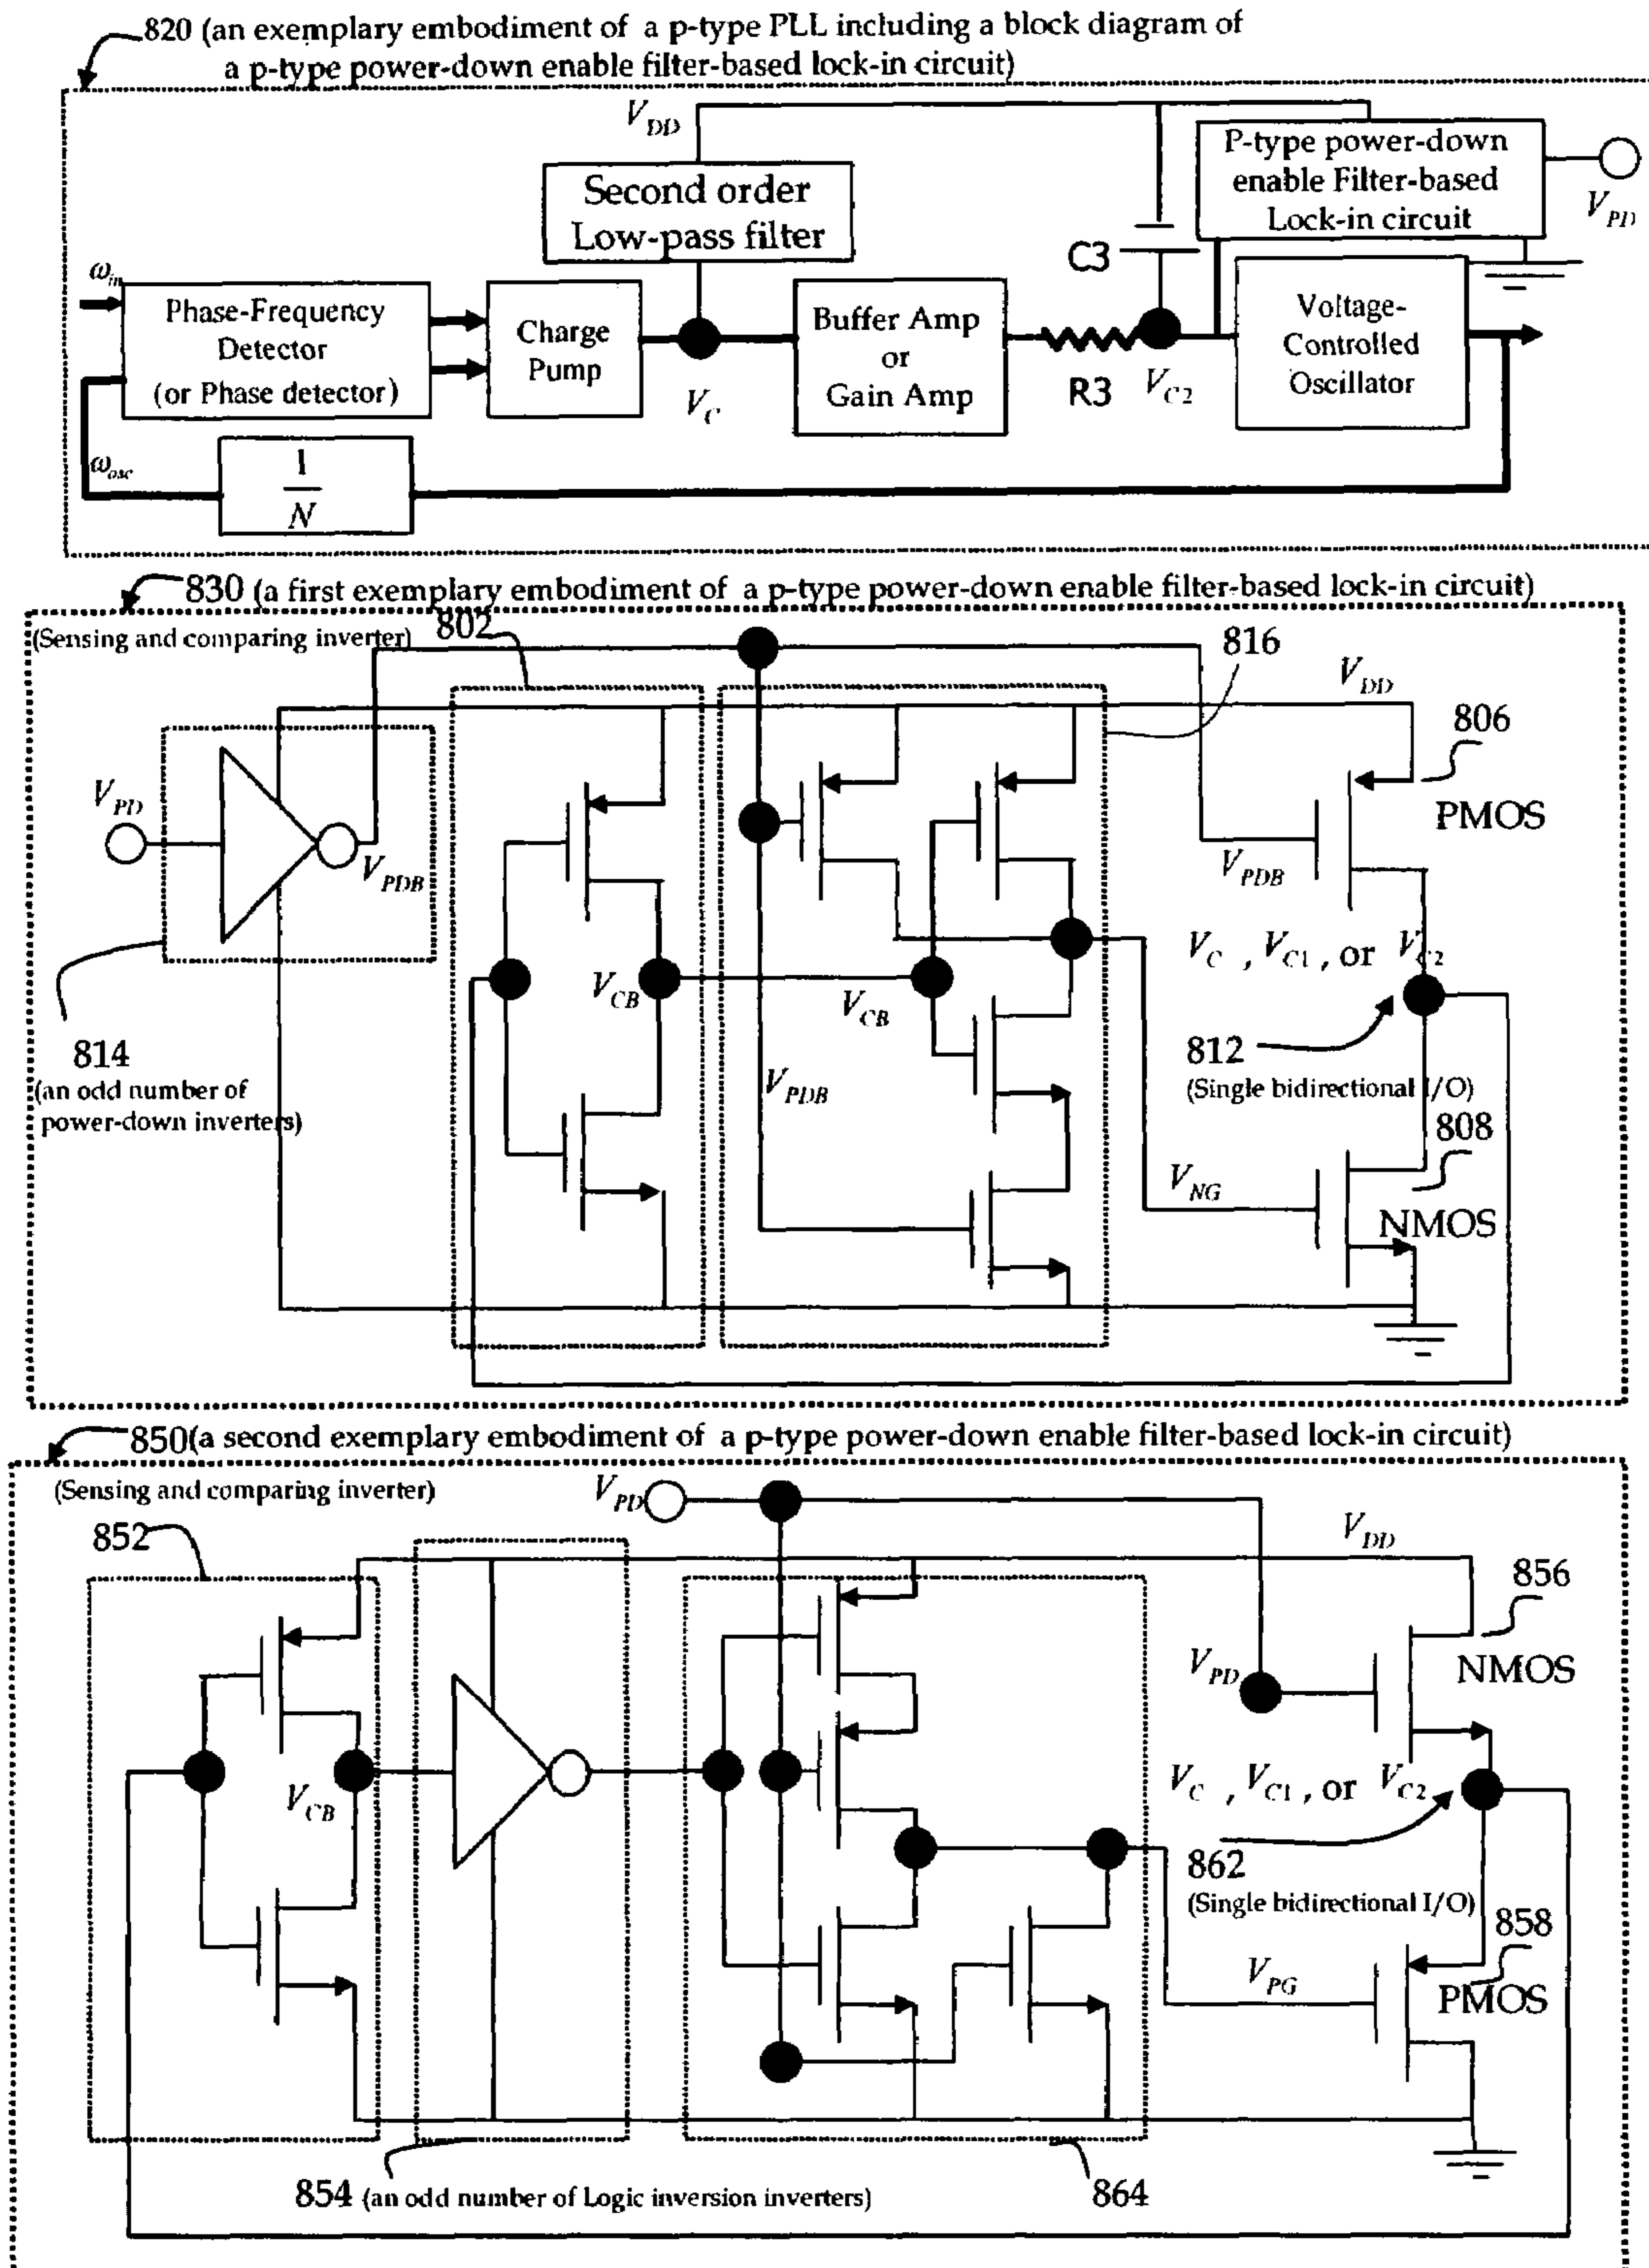 820 (an exemplary embodiment of a p-type PLL including a block diagram of
a p-type power-down enable filter-based lock-in circuit)
V_DD
Second order
Low-pass filter
P-type power-down
enable Filter-based
Lock-in circuit
V_PD
C3
ω_in
Phase-Frequency
Detector
(or Phase detector)
Charge
Pump
V_C
Buffer Amp
or
Gain Amp
R3
V_C2
Voltage-
Controlled
Oscillator
ω_osc
1
N
830 (a first exemplary embodiment of a p-type power-down enable filter-based lock-in circuit)
(Sensing and comparing inverter)
802
816
V_DD
806
PMOS
V_PD
V_PDB
V_PDB
V_CB
V_CB
V_C , V_C1, or V_C2
814
(an odd number of
power-down inverters)
V_PDB
812
(Single bidirectional I/O)
808
V_NG
NMOS
850(a second exemplary embodiment of a p-type power-down enable filter-based lock-in circuit)
(Sensing and comparing inverter)
V_PD
852
V_DD
856
V_PD
NMOS
V_CB
V_C , V_C1, or V_C2
862
(Single bidirectional I/O)
858
V_PG
PMOS
854 (an odd number of Logic inversion inverters)
864